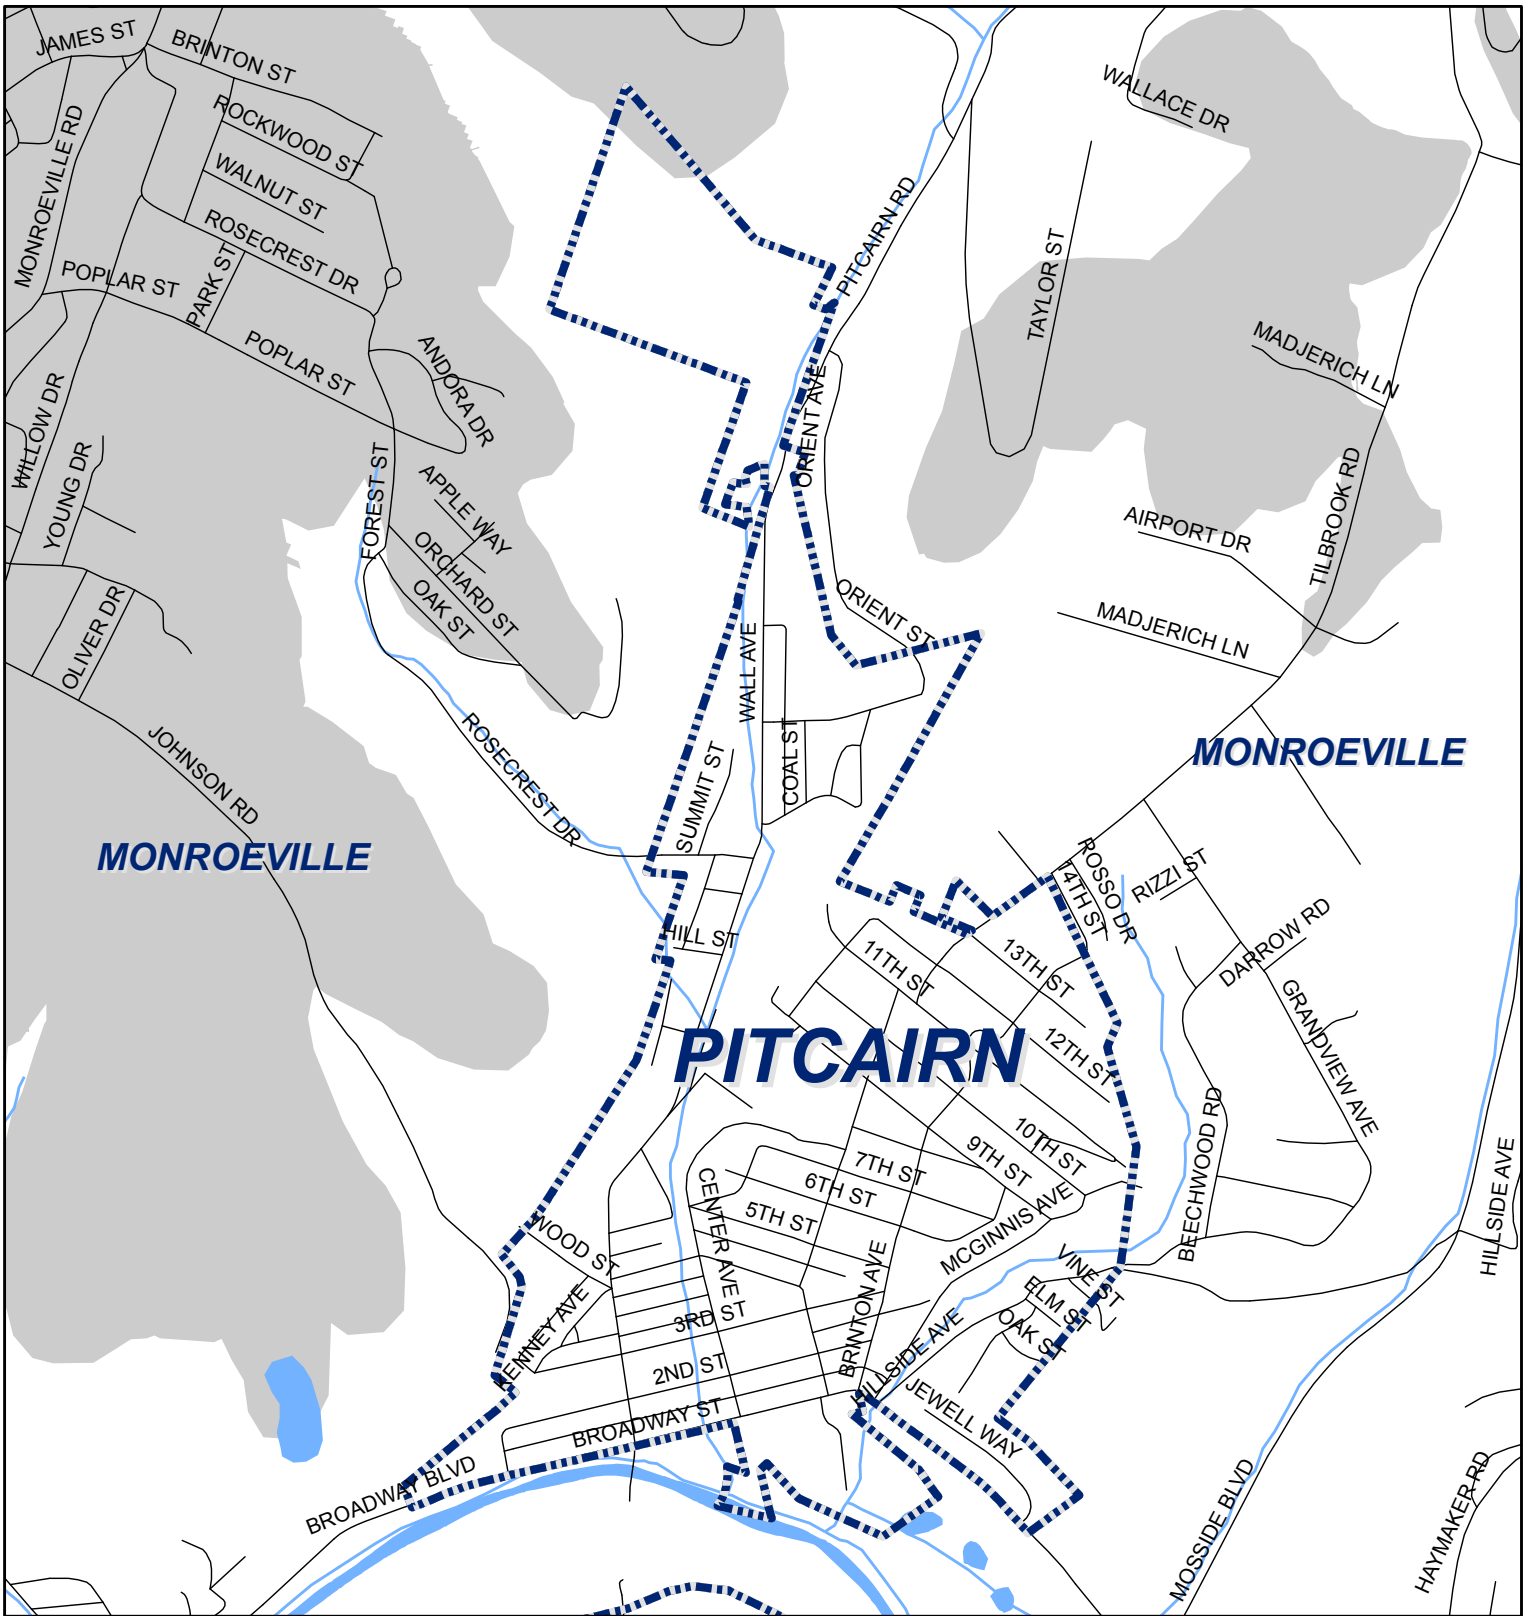 JAMES ST
BRINTON ST
WALLACE DR
ROCKWOOD ST
MONROEVILLE RD
WALNUT ST
PITCAIRN RD
ROSECREST DR
TAYLOR ST
POPLAR ST
PARK ST
POPLAR ST
ANDORA DR
MADJERICH LN
WILLOW DR
ORIENT AVE
YOUNG DR
FOREST ST
APPLE WAY
TILBROOK RD
AIRPORT DR
ORCHARD ST
OAK ST
OLIVER DR
ORIENT ST
MADJERICH LN
WALL AVE
JOHNSON RD
ROSECREST DR
SUMMIT ST
COAL ST
MONROEVILLE
MONROEVILLE
ROSSO DR
14TH ST
RIZZI ST
HILL ST
11TH ST
13TH ST
DARROW RD
GRANDVIEW AVE
PITCAIRN
12TH ST
BEECHWOOD RD
10TH ST
9TH ST
7TH ST
6TH ST
5TH ST
CENTER AVE
MCGINNIS AVE
HILLSIDE AVE
WOOD ST
VINE ST
ELM ST
OAK ST
KENNEY AVE
3RD ST
BRINTON AVE
HILLSIDE AVE
2ND ST
JEWELL WAY
BROADWAY ST
BROADWAY BLVD
MOSSIDE BLVD
HAYMAKER RD